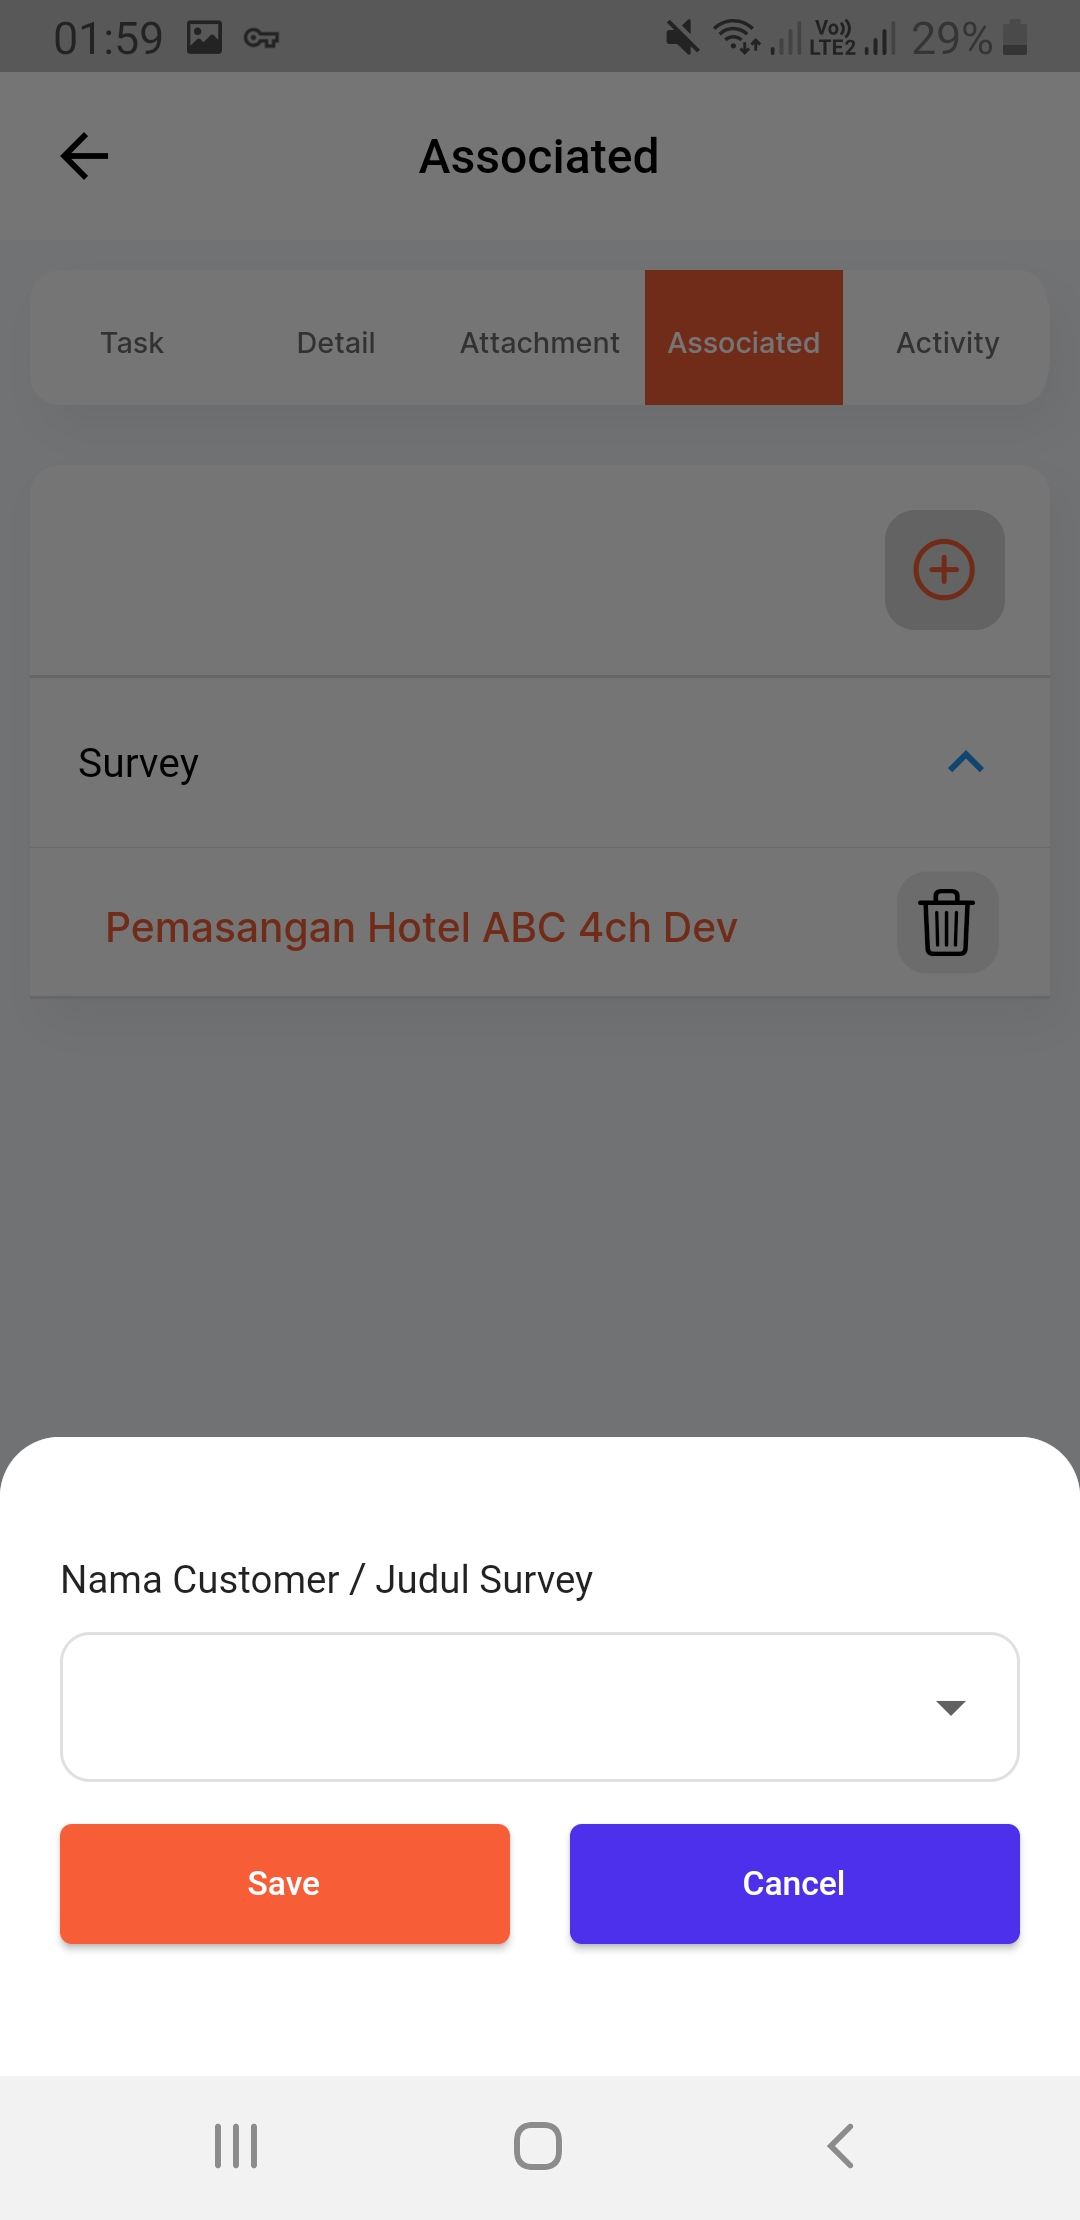 01:59 Vo)) LTE2 29%
Associated
Task Detail Attachment Associated Activity
Survey
Pemasangan Hotel ABC 4ch Dev
Nama Customer / Judul Survey
Save Cancel